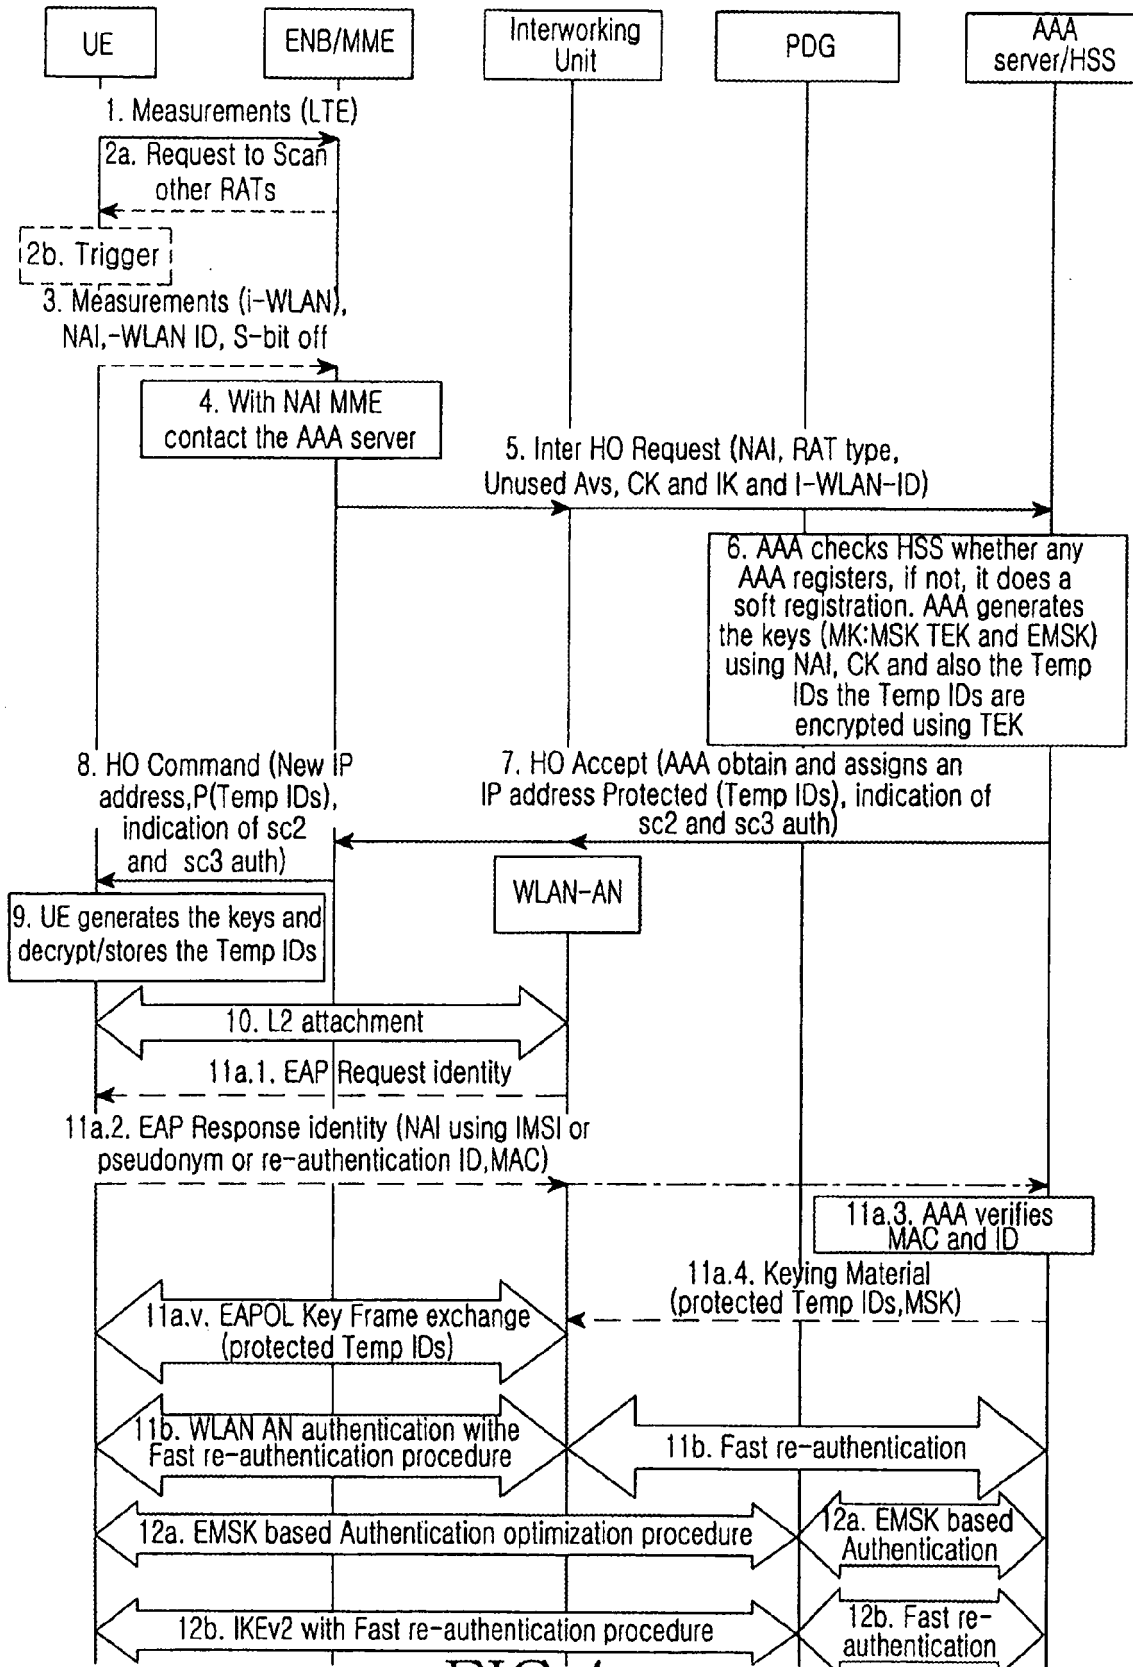 UE
ENB/MME
Interworking
Unit
PDG
AAA
server/HSS
1. Measurements (LTE)
2a. Request to Scan
other RATs
2b. Trigger
3. Measurements (i-WLAN),
NAI,-WLAN ID, S-bit off
4. With NAI MME
contact the AAA server
5. Inter HO Request (NAI, RAT type,
Unused Avs, CK and IK and I-WLAN-ID)
6. AAA checks HSS whether any
AAA registers, if not, it does a
soft registration. AAA generates
the keys (MK:MSK TEK and EMSK)
using NAI, CK and also the Temp
IDs the Temp IDs are
encrypted using TEK
8. HO Command (New IP
address,P(Temp IDs),
indication of sc2
and sc3 auth)
7. HO Accept (AAA obtain and assigns an
IP address Protected (Temp IDs), indication of
sc2 and sc3 auth)
WLAN-AN
9. UE generates the keys and
decrypt/stores the Temp IDs
10. L2 attachment
11a.1. EAP Request identity
11a.2. EAP Response identity (NAI using IMSI or
pseudonym or re-authentication ID,MAC)
11a.3. AAA verifies
MAC and ID
11a.4. Keying Material
(protected Temp IDs,MSK)
11a.v. EAPOL Key Frame exchange
(protected Temp IDs)
11b. WLAN AN authentication withe
Fast re-authentication procedure
11b. Fast re-authentication
12a. EMSK based Authentication optimization procedure
12a. EMSK based
Authentication
12b. IKEv2 with Fast re-authentication procedure
12b. Fast re-
authentication